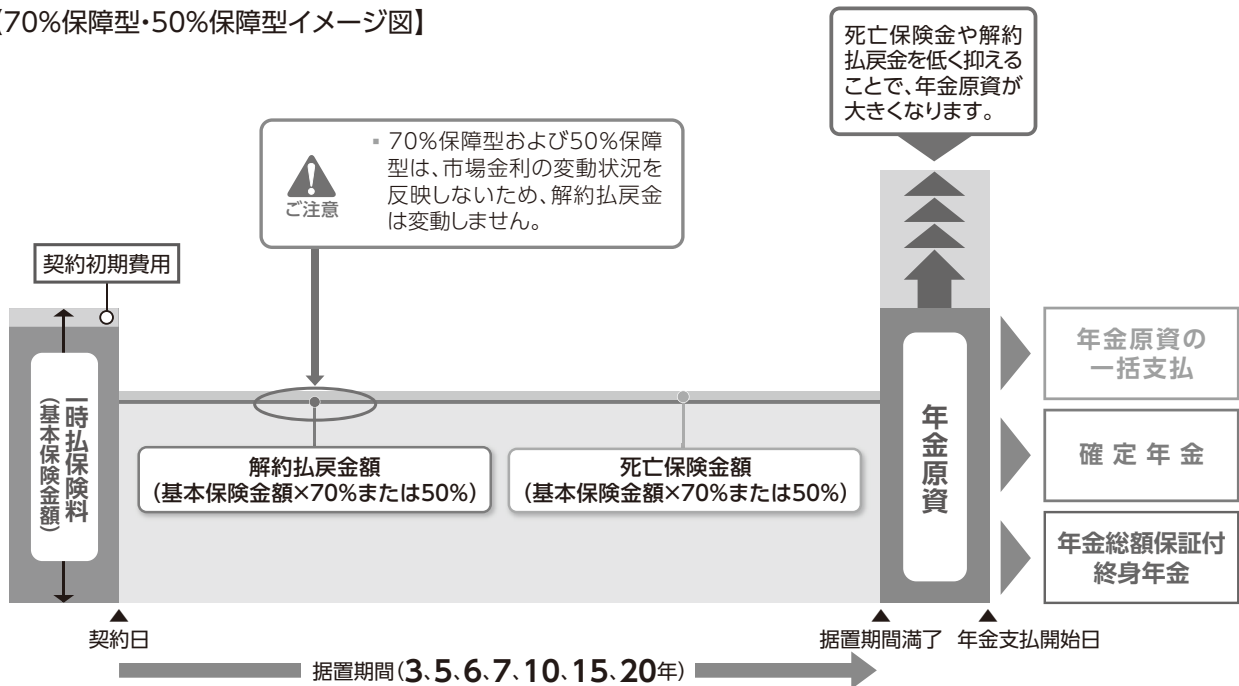 【70%保障型・50%保障型イメージ図】
死亡保険金や解約
払戻金を低く抑える
ことで、年金原資が
大きくなります。
ご注意
▪ 70%保障型および50%保障
型は、市場金利の変動状況を
反映しないため、解約払戻金
は変動しません。
契約初期費用
一時払保険料
（基本保険金額）
解約払戻金額
（基本保険金額×70%または50%）
死亡保険金額
（基本保険金額×70%または50%）
年金原資
年金原資の
一括支払
確定年金
年金総額保証付
終身年金
契約日
据置期間満了
年金支払開始日
据置期間（3、5、6、7、10、15、20年）